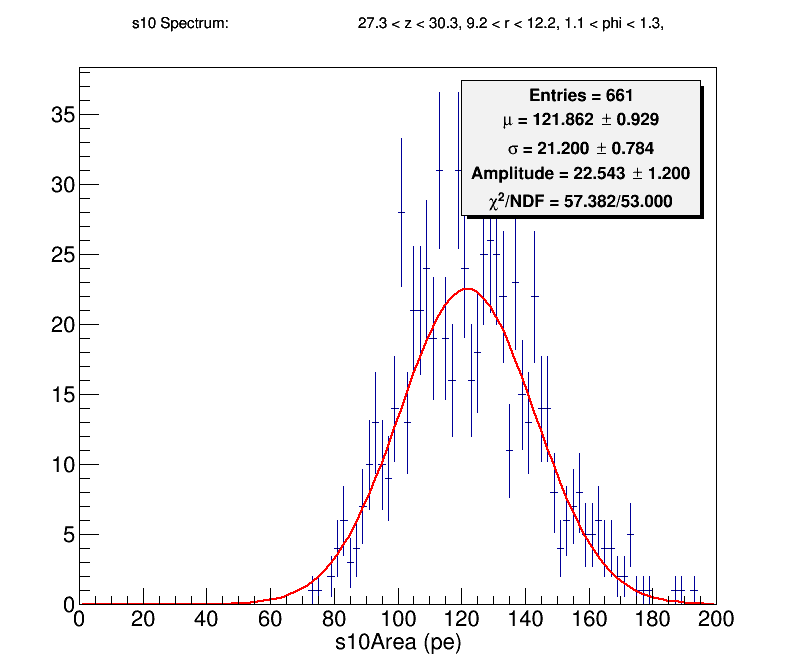 s10 Spectrum: 27.3 < z < 30.3, 9.2 < r < 12.2, 1.1 < phi < 1.3,
Entries = 661
μ = 121.862 ± 0.929
σ = 21.200 ± 0.784
Amplitude = 22.543 ± 1.200
χ²/NDF = 57.382/53.000
35
30
25
20
15
10
5
0
0 20 40 60 80 100 120 140 160 180 200
s10Area (pe)